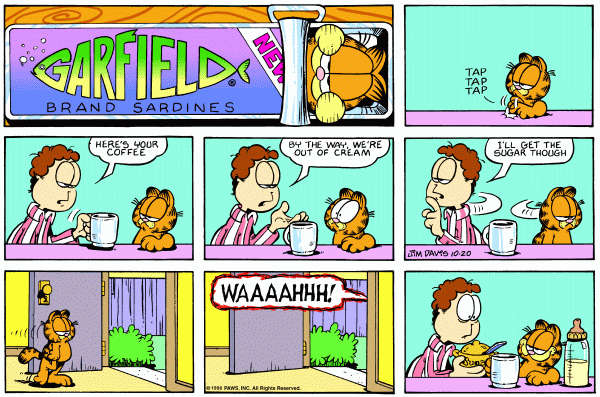 GARFIELD®
NEW
BRAND SARDINES
TAP
TAP
TAP
HERE'S YOUR
COFFEE
BY THE WAY, WE'RE
OUT OF CREAM
I'LL GET THE
SUGAR THOUGH
JIM DAVIS 10-20
WAAAAHHH!
© 1996 PAWS, INC. All Rights Reserved.
SUGAR